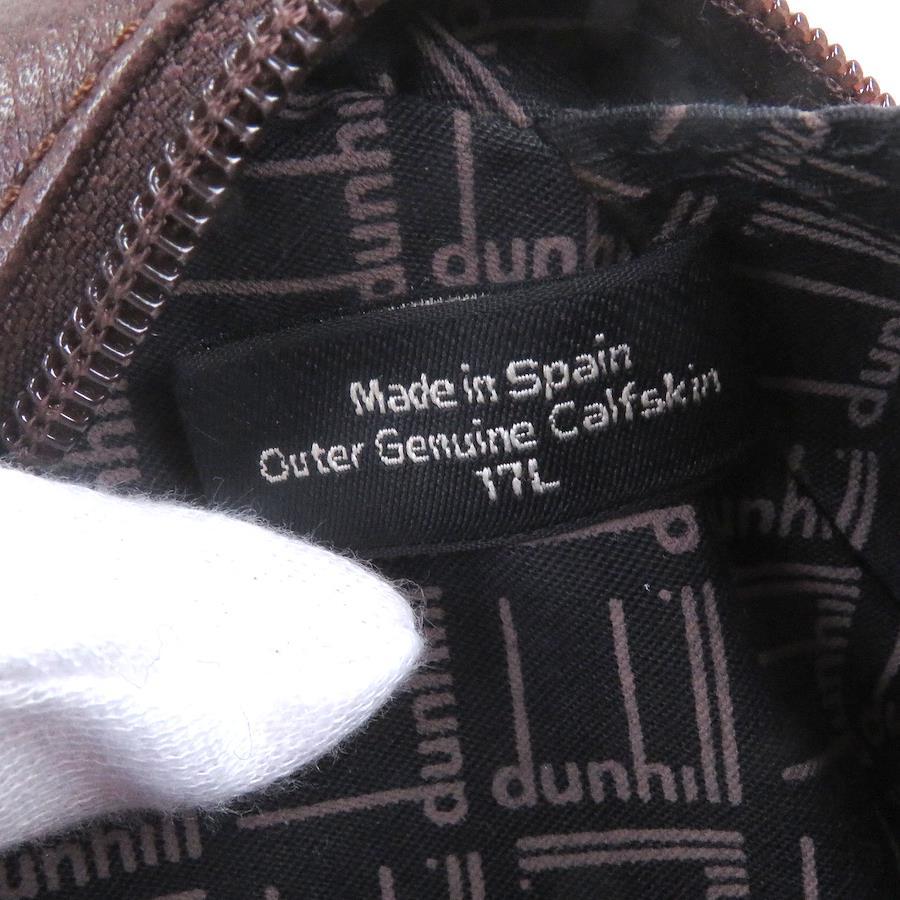 dunhill
dunhill
Made in Spain
Outer Genuine Calfskin
17L
dunhill
dunhill
dunhill